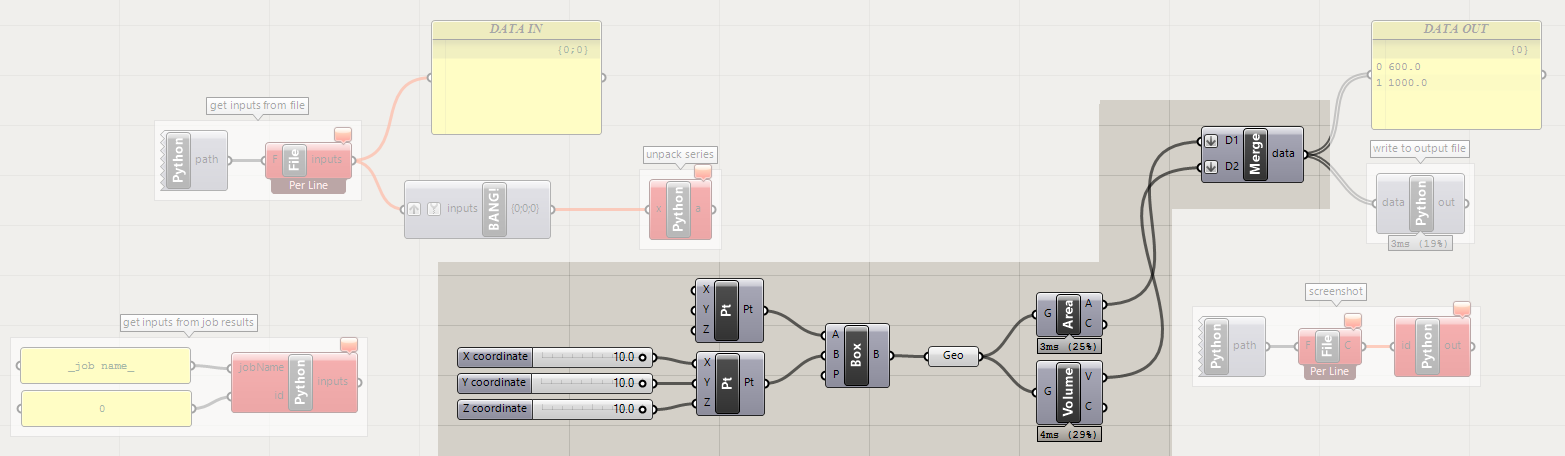 DATA IN
{0;0}
DATA OUT
{0}
0 600.0
1 1000.0
get inputs from file
Python
path
F
File
inputs
Per Line
inputs
BANG!
{0;0;0}
unpack series
x
Python
a
D1
D2
Merge
data
write to output file
data
Python
out
3ms (19%)
get inputs from job results
_job name_
0
jobName
id
Python
inputs
X
Y
Z
Pt
Pt
X coordinate
10.0
Y coordinate
10.0
Z coordinate
10.0
X
Y
Z
Pt
Pt
A
B
P
Box
B
Geo
G
Area
A
C
3ms (25%)
G
Volume
V
C
4ms (29%)
screenshot
Python
path
F
File
C
Per Line
id
Python
out